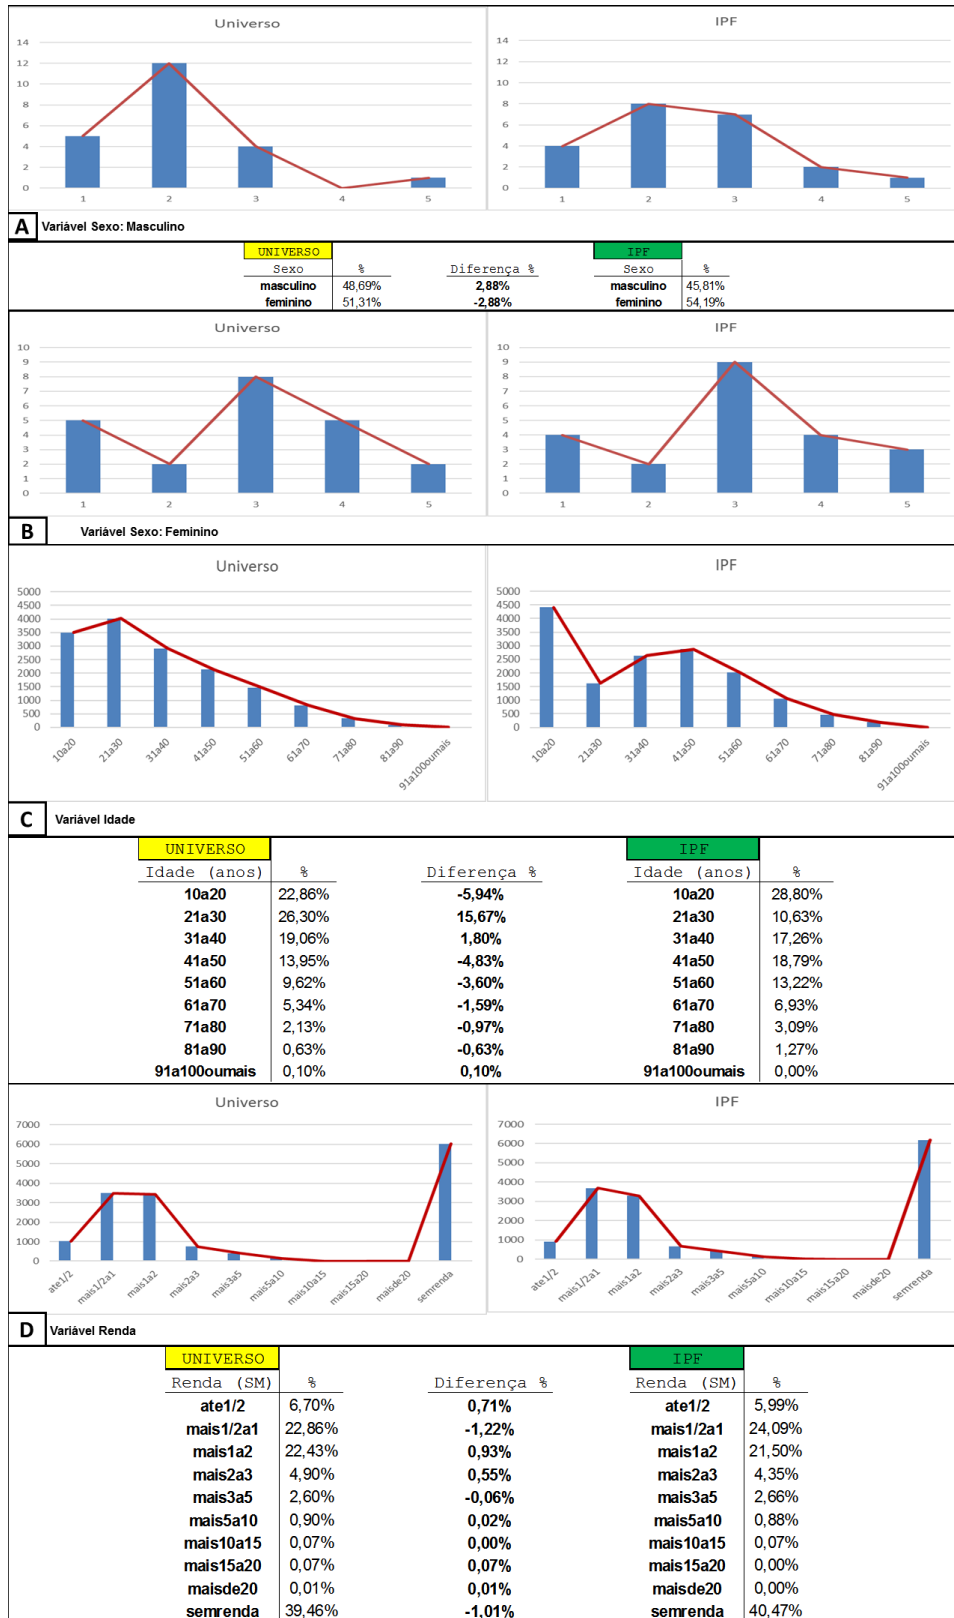 Universo
IPF
14
12
10
8
6
4
2
0
1 2 3 4 5
14
12
10
8
6
4
2
0
1 2 3 4 5
A Variável Sexo: Masculino
UNIVERSO IPF
Sexo % Diferença % Sexo %
masculino 48,69% 2,88% masculino 45,81%
feminino 51,31% -2,88% feminino 54,19%
Universo
IPF
10
9
8
7
6
5
4
3
2
1
0
1 2 3 4 5
10
9
8
7
6
5
4
3
2
1
0
1 2 3 4 5
B Variável Sexo: Feminino
Universo
IPF
5000
4500
4000
3500
3000
2500
2000
1500
1000
500
0
10a20 21a30 31a40 41a50 51a60 61a70 71a80 81a90 91a100oumais
5000
4500
4000
3500
3000
2500
2000
1500
1000
500
0
10a20 21a30 31a40 41a50 51a60 61a70 71a80 81a90 91a100oumais
C Variável Idade
UNIVERSO IPF
Idade (anos) % Diferença % Idade (anos) %
10a20 22,86% -5,94% 10a20 28,80%
21a30 26,30% 15,67% 21a30 10,63%
31a40 19,06% 1,80% 31a40 17,26%
41a50 13,95% -4,83% 41a50 18,79%
51a60 9,62% -3,60% 51a60 13,22%
61a70 5,34% -1,59% 61a70 6,93%
71a80 2,13% -0,97% 71a80 3,09%
81a90 0,63% -0,63% 81a90 1,27%
91a100oumais 0,10% 0,10% 91a100oumais 0,00%
Universo
IPF
7000
6000
5000
4000
3000
2000
1000
0
ate1/2 mais1/2a1 mais1a2 mais2a3 mais3a5 mais5a10 mais10a15 mais15a20 maisde20 semrenda
7000
6000
5000
4000
3000
2000
1000
0
ate1/2 mais1/2a1 mais1a2 mais2a3 mais3a5 mais5a10 mais10a15 mais15a20 maisde20 semrenda
D Variável Renda
UNIVERSO IPF
Renda (SM) % Diferença % Renda (SM) %
ate1/2 6,70% 0,71% ate1/2 5,99%
mais1/2a1 22,86% -1,22% mais1/2a1 24,09%
mais1a2 22,43% 0,93% mais1a2 21,50%
mais2a3 4,90% 0,55% mais2a3 4,35%
mais3a5 2,60% -0,06% mais3a5 2,66%
mais5a10 0,90% 0,02% mais5a10 0,88%
mais10a15 0,07% 0,00% mais10a15 0,07%
mais15a20 0,07% 0,07% mais15a20 0,00%
maisde20 0,01% 0,01% maisde20 0,00%
semrenda 39,46% -1,01% semrenda 40,47%